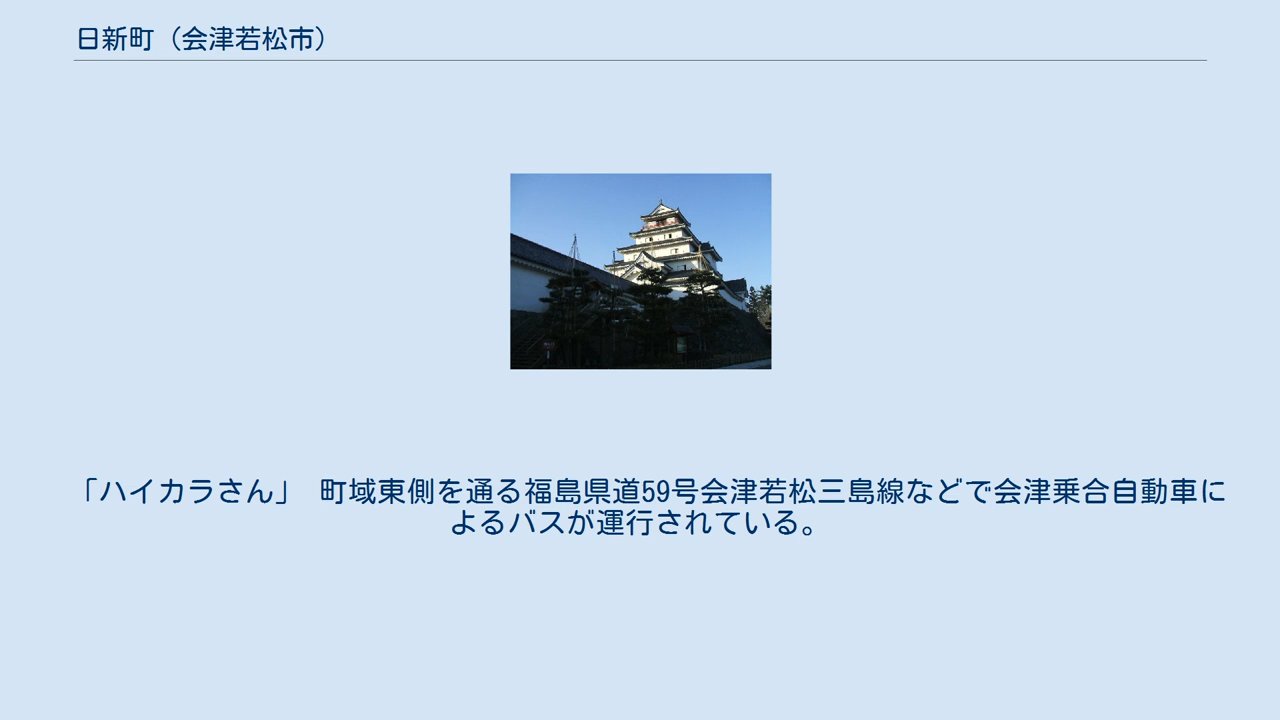 日新町（会津若松市）
「ハイカラさん」 町域東側を通る福島県道59号会津若松三島線などで会津乗合自動車に
よるバスが運行されている。